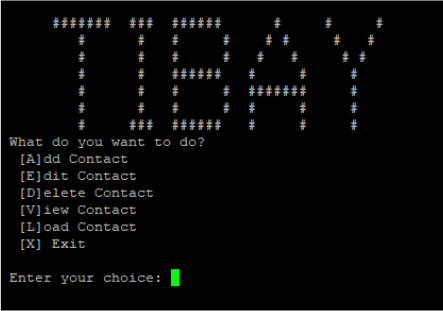 TIBAY
What do you want to do?
[A]dd Contact
[E]dit Contact
[D]elete Contact
[V]iew Contact
[L]oad Contact
[X] Exit
Enter your choice: